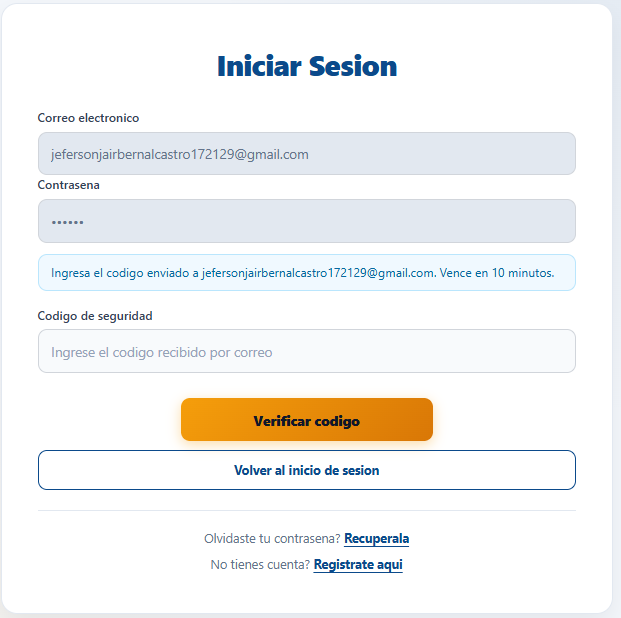 Iniciar Sesion
Correo electronico
jefersonjairbernalcastro172129@gmail.com
Contrasena
••••••
Ingresa el codigo enviado a jefersonjairbernalcastro172129@gmail.com. Vence en 10 minutos.
Codigo de seguridad
Ingrese el codigo recibido por correo
Verificar codigo
Volver al inicio de sesion
Olvidaste tu contrasena? Recuperala
No tienes cuenta? Registrate aqui